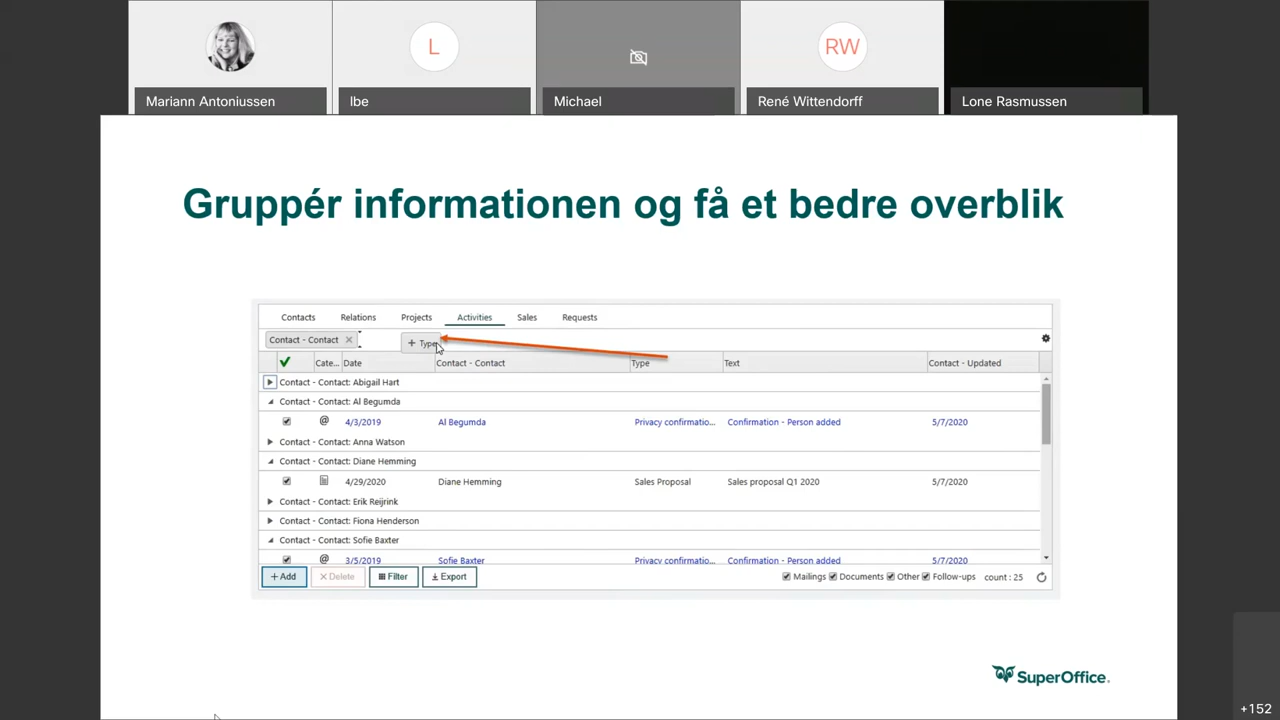 L
RW
Mariann Antoniussen
Ibe
Michael
René Wittendorff
Lone Rasmussen
Gruppér informationen og få et bedre overblik
Contacts Relations Projects Activities Sales Requests
Contact - Contact
+ Type
Cate... Date Contact - Contact Type Text Contact - Updated
Contact - Contact: Abigail Hart
Contact - Contact: Al Begumda
4/3/2019 Al Begumda Privacy confirmatio... Confirmation - Person added 5/7/2020
Contact - Contact: Anna Watson
Contact - Contact: Diane Hemming
4/29/2020 Diane Hemming Sales Proposal Sales proposal Q1 2020 5/7/2020
Contact - Contact: Erik Reijrink
Contact - Contact: Fiona Henderson
Contact - Contact: Sofie Baxter
3/5/2019 Sofie Baxter Privacy confirmatio... Confirmation - Person added 5/7/2020
+ Add Delete Filter Export Mailings Documents Other Follow-ups count : 25
SuperOffice.
+152